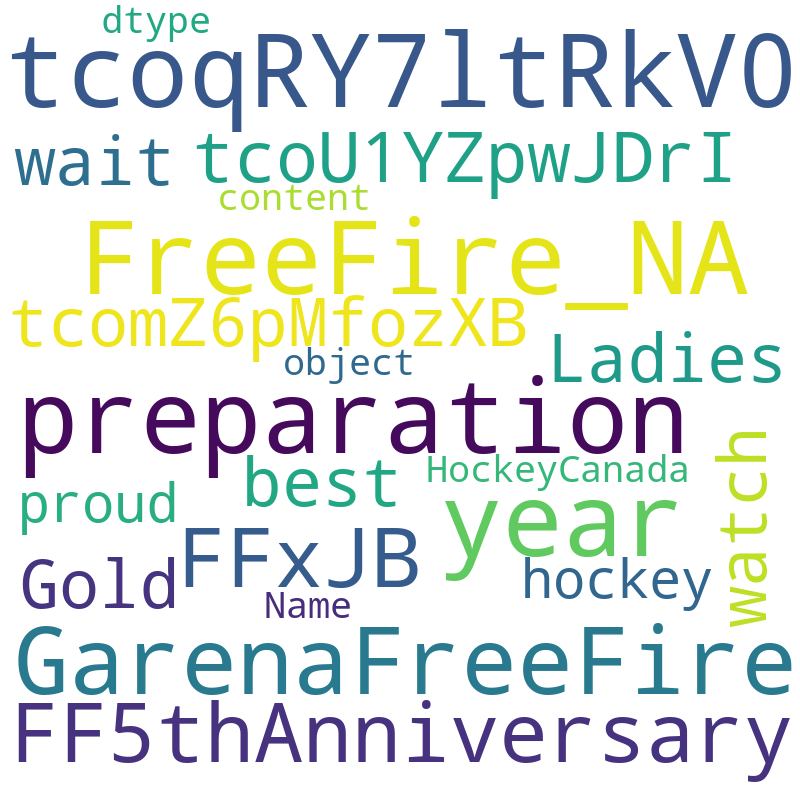 dtype
tcoqRY7ltRkV0
wait tcoU1YZpwJDrI
content
FreeFire_NA
tcomZ6pMfozXB
object Ladies
preparation
HockeyCanada
proud best year watch
Gold FFxJB hockey
Name
GarenaFreeFire
FF5thAnniversary